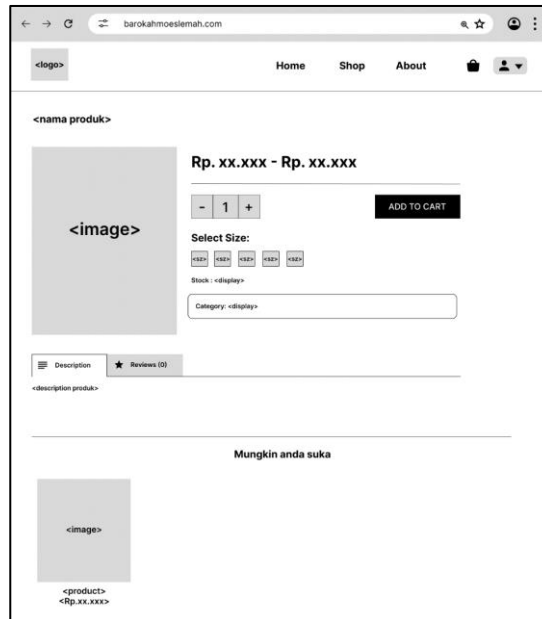 barokahmoeslemah.com
<logo>
Home Shop About
<nama produk>
Rp. xx.xxx - Rp. xx.xxx
- 1 +
ADD TO CART
<image>
Select Size:
<sz> <sz> <sz> <sz> <sz>
Stock : <display>
Category: <display>
Description
Reviews (0)
<description produk>
Mungkin anda suka
<image>
<product>
<Rp.xx.xxx>